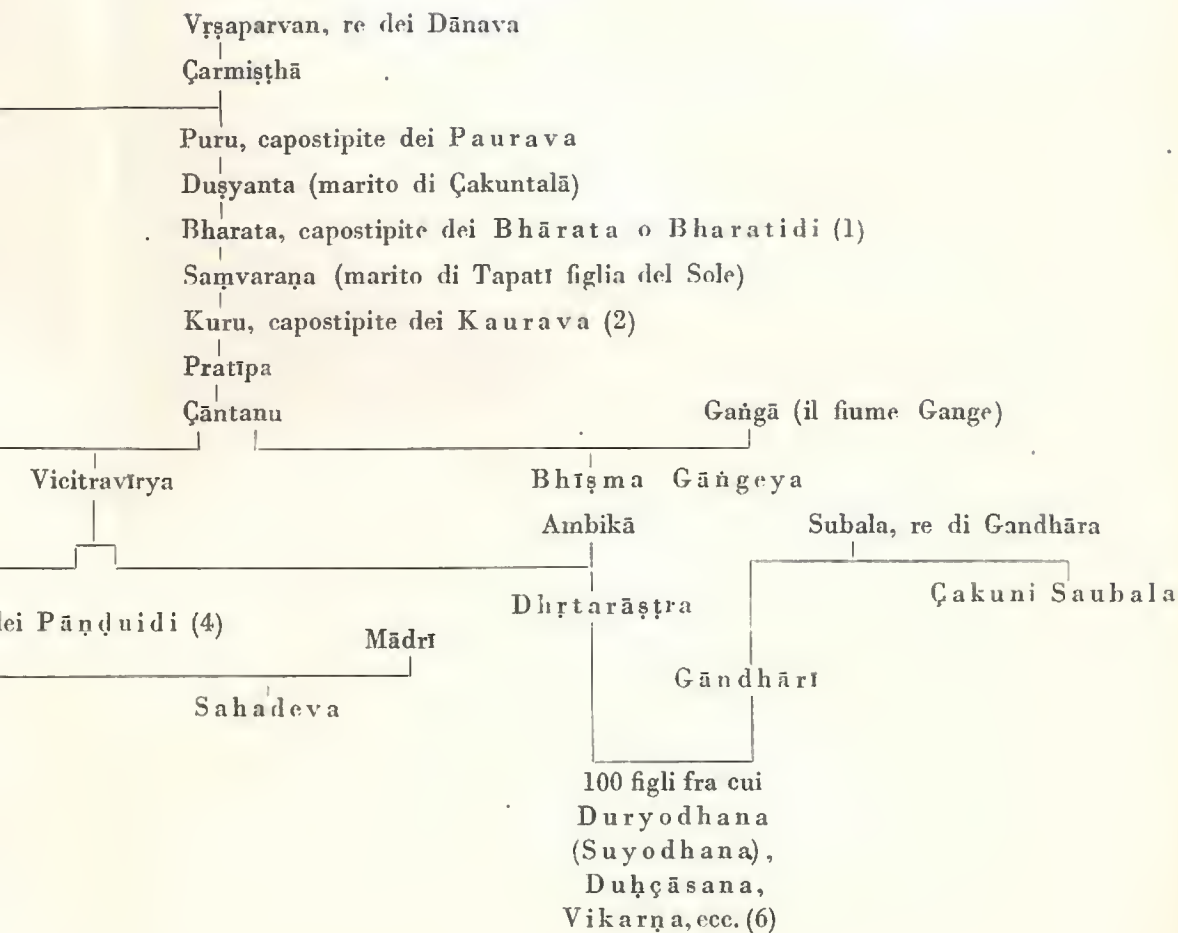 Vṛṣaparvan, re dei Dānava
Çarmiṣṭhā
Puru, capostipite dei Paurava
Duṣyanta (marito di Çakuntalā)
Bharata, capostipite dei Bhārata o Bharatidi (1)
Saṃvaraṇa (marito di Tapatī figlia del Sole)
Kuru, capostipite dei Kaurava (2)
Pratīpa
Çāntanu Gaṅgā (il fiume Gange)
Vicitravīrya Bhīṣma Gāṅgeya
Ambikā Subala, re di Gandhāra
Dhṛtarāṣṭra Çakuni Saubala
dei Pāṇḍuidi (4) Mādrī
Gāndhārī
Sahadeva
100 figli fra cui
Duryodhana
(Suyodhana),
Duḥçāsana,
Vikarṇa, ecc. (6)